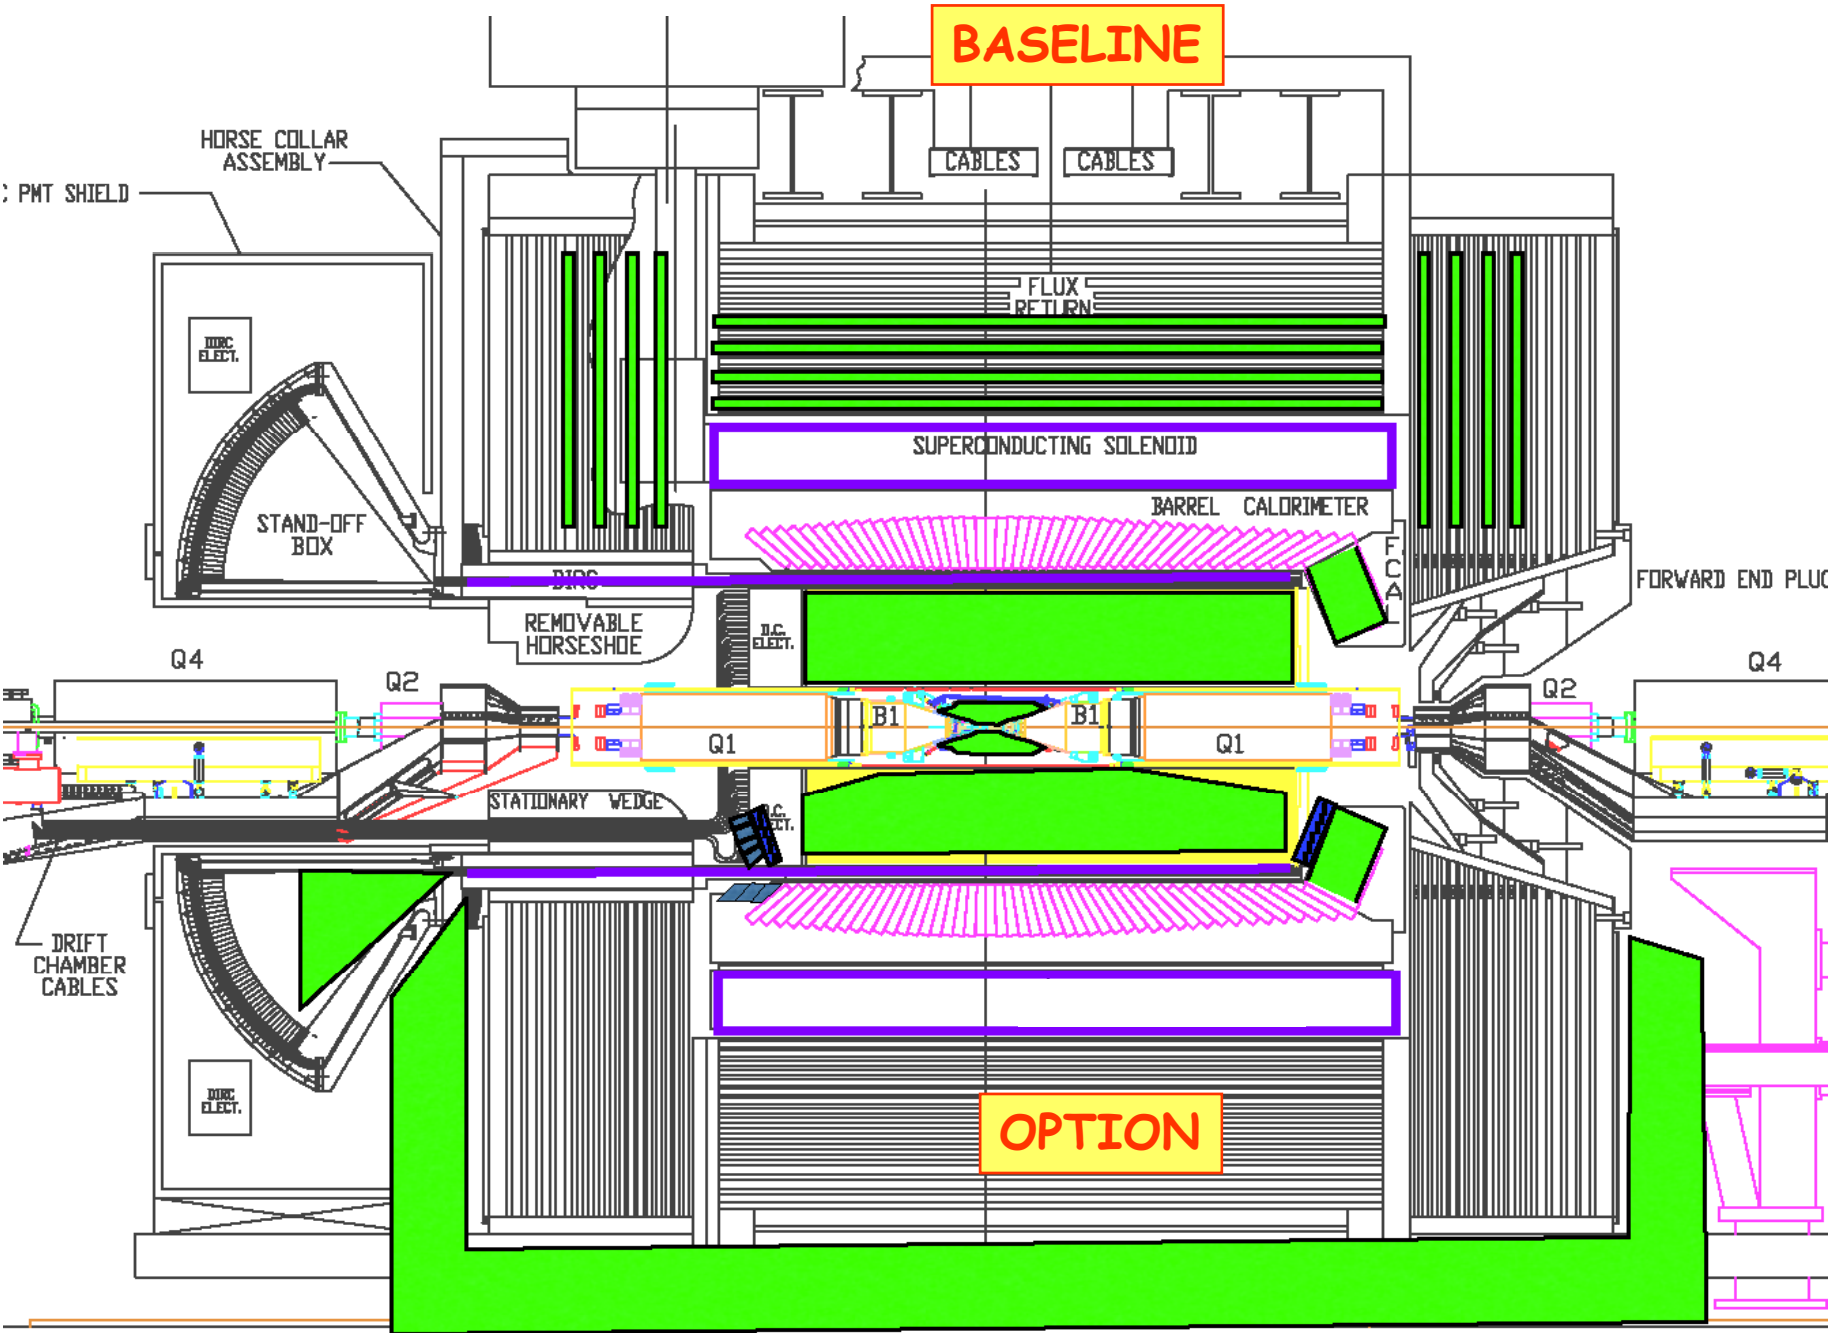 BASELINE
HORSE COLLAR
ASSEMBLY
CABLES
CABLES
PMT SHIELD
FLUX
RETURN
DIRC
ELECT.
SUPERCONDUCTING SOLENOID
BARREL CALORIMETER
STAND-OFF
BOX
F.
C
A
L
DIRC
FORWARD END PLUG
REMOVABLE
HORSESHOE
D.C.
ELECT.
Q4
Q2
Q2
Q4
B1
B1
Q1
Q1
STATIONARY WEDGE
D.C.
ECT.
DRIFT
CHAMBER
CABLES
DIRC
ELECT.
OPTION